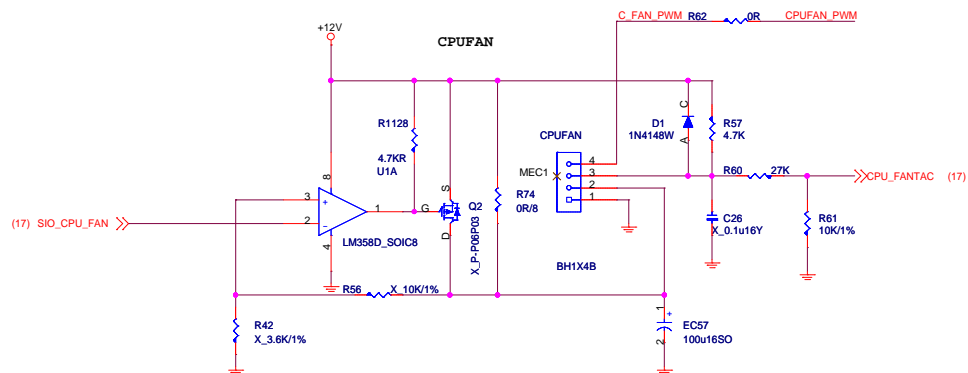 C_FAN_PWM R62 0R CPUFAN_PWM
+12V
CPUFAN
R1128
4.7KR
U1A
D1
1N4148W
C
A
R57
4.7K
CPUFAN
MEC1
4
3
2
1
R60 27K
CPU_FANTAC (17)
8
3
+
2
-
1
4
LM358D_SOIC8
(17) SIO_CPU_FAN
S
G
D
Q2
X_P-P06P03
R74
0R/8
C26
X_0.1u16Y
R61
10K/1%
BH1X4B
R56 X_10K/1%
R42
X_3.6K/1%
1
+
2
EC57
100u16SO